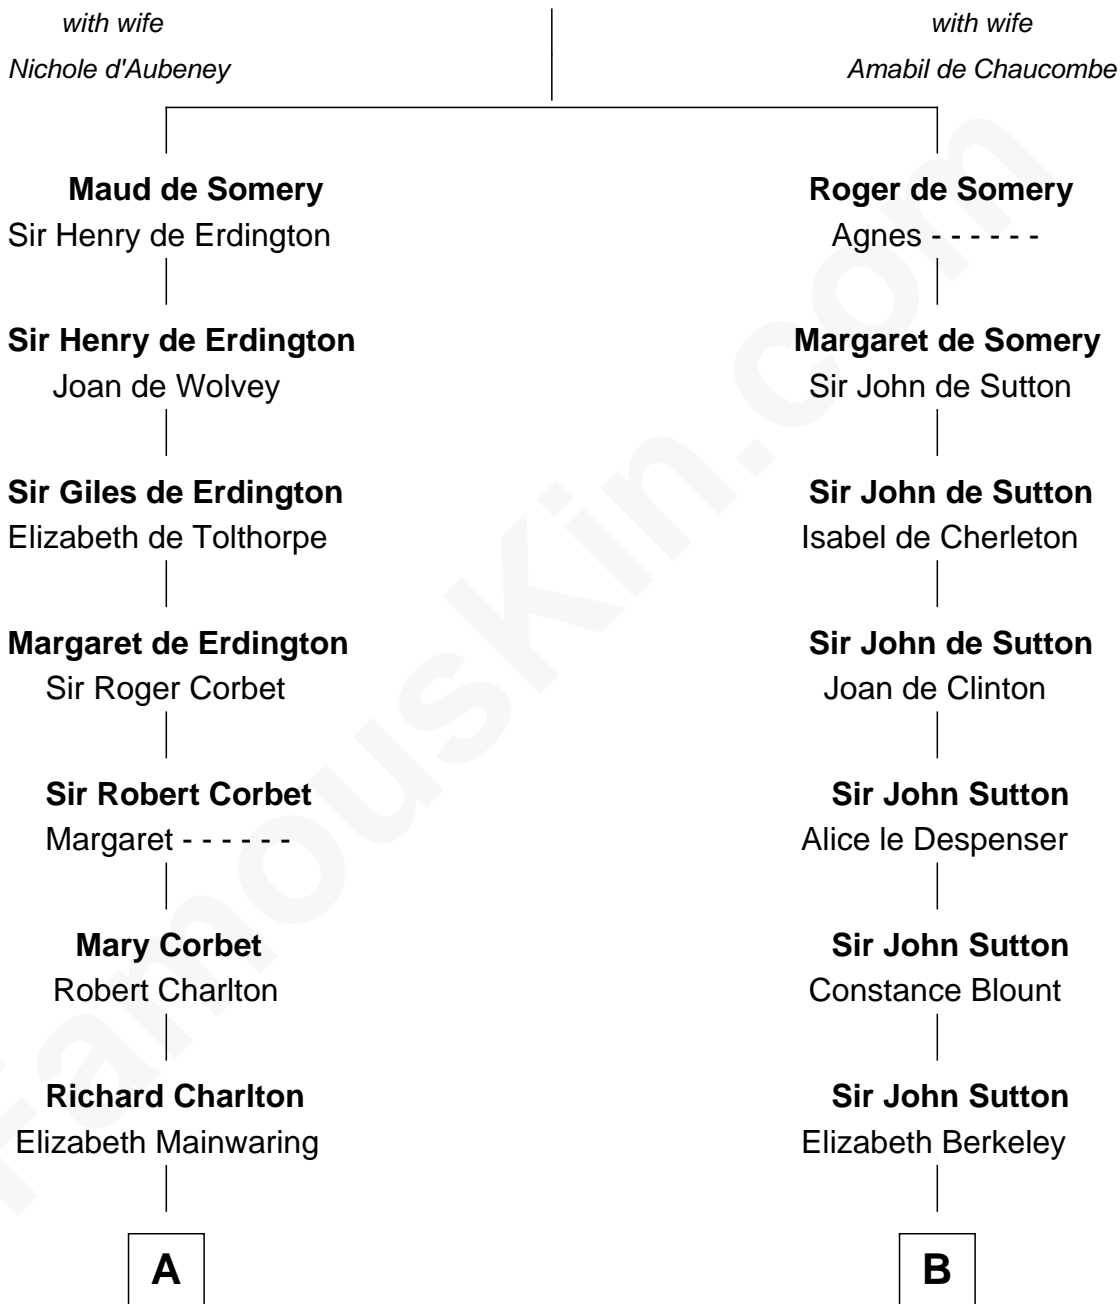 with wife
Nichole d'Aubeney
with wife
Amabil de Chaucombe
Maud de Somery
Sir Henry de Erdington
Roger de Somery
Agnes - - - - - -
Sir Henry de Erdington
Joan de Wolvey
Margaret de Somery
Sir John de Sutton
Sir Giles de Erdington
Elizabeth de Tolthorpe
Sir John de Sutton
Isabel de Cherleton
Margaret de Erdington
Sir Roger Corbet
Sir John de Sutton
Joan de Clinton
Sir Robert Corbet
Margaret - - - - - -
Sir John Sutton
Alice le Despenser
Mary Corbet
Robert Charlton
Sir John Sutton
Constance Blount
Richard Charlton
Elizabeth Mainwaring
Sir John Sutton
Elizabeth Berkeley
A
B
FamousKin.com